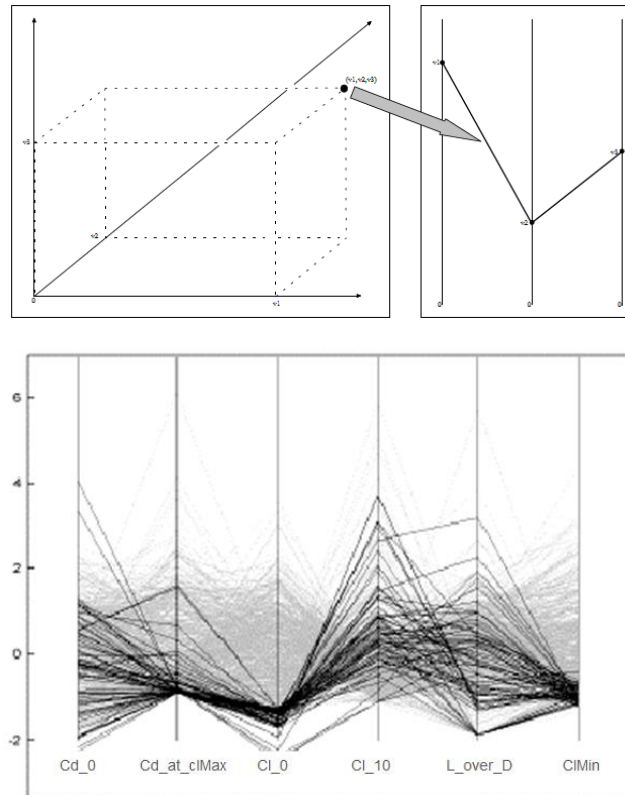 (v1,v2,v3)
v3
v2
0
v1
v1
v2
v3
0
0
0
6
4
2
0
-2
Cd_0
Cd_at_clMax
Cl_0
Cl_10
L_over_D
ClMin